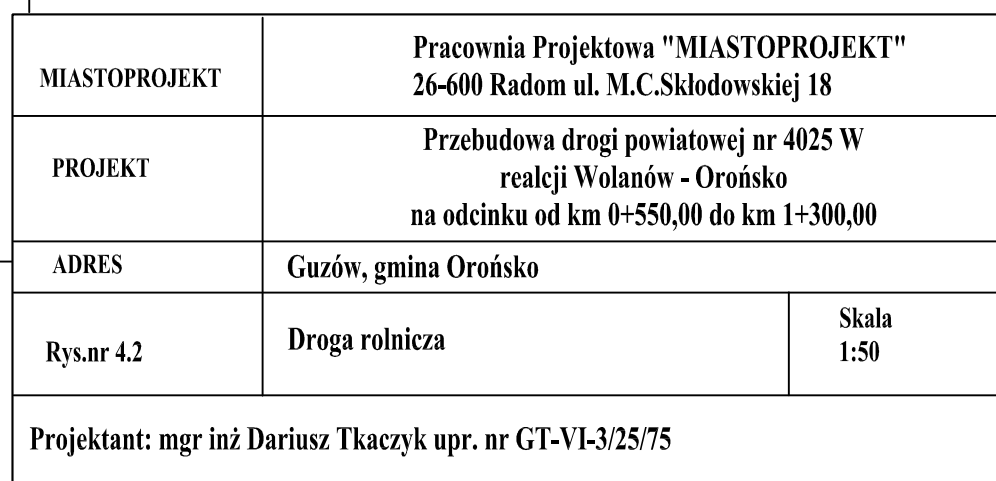 MIASTOPROJEKT
Pracownia Projektowa "MIASTOPROJEKT"
26-600 Radom ul. M.C.Skłodowskiej 18
PROJEKT
Przebudowa drogi powiatowej nr 4025 W
realcji Wolanów - Orońsko
na odcinku od km 0+550,00 do km 1+300,00
ADRES
Guzów, gmina Orońsko
Rys.nr 4.2
Droga rolnicza
Skala
1:50
Projektant: mgr inż Dariusz Tkaczyk upr. nr GT-VI-3/25/75